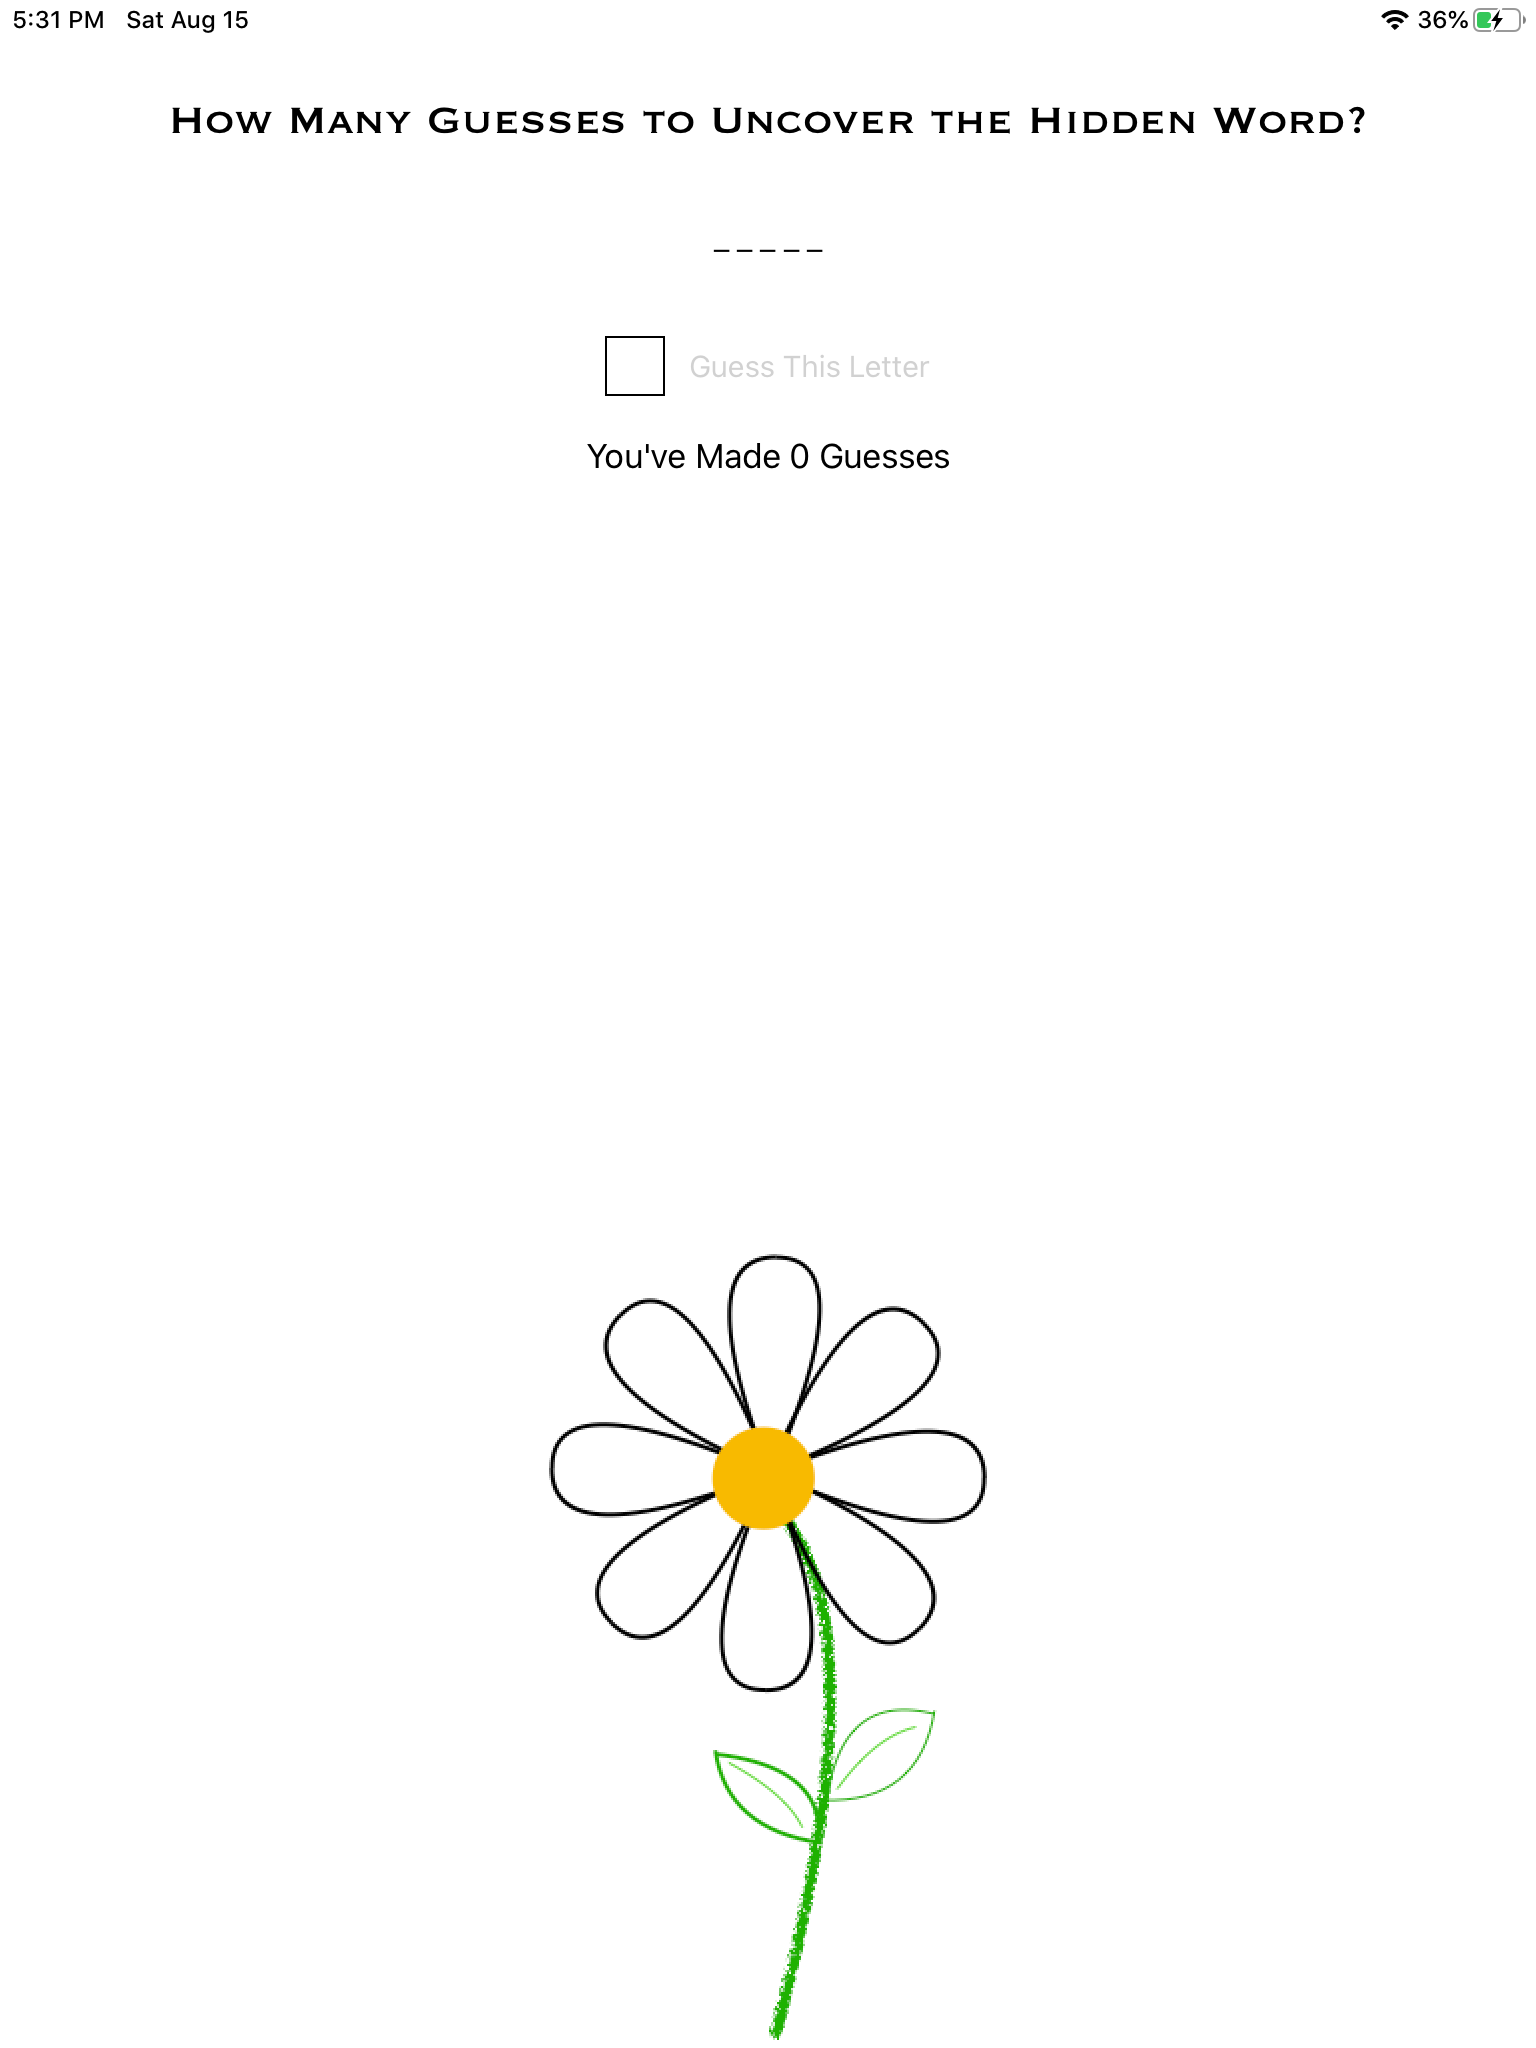 5:31 PM Sat Aug 15 36%
How Many Guesses to Uncover the Hidden Word?
_ _ _ _ _
Guess This Letter
You've Made 0 Guesses